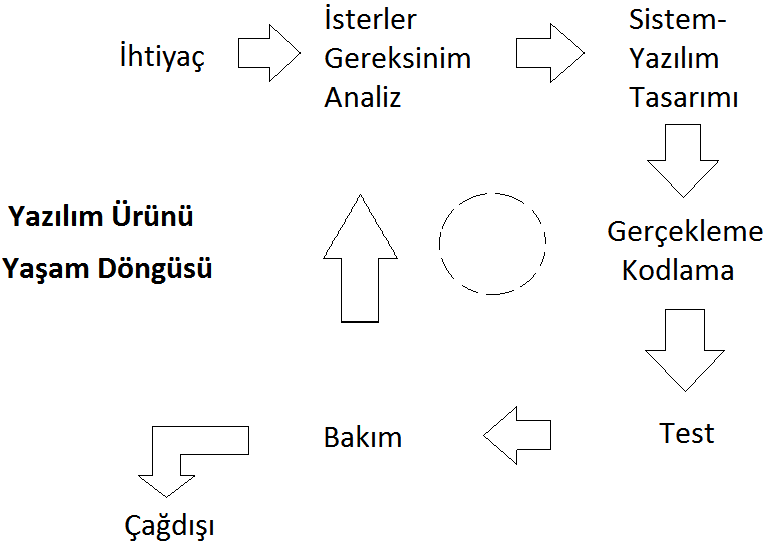 İhtiyaç
İsterler
Gereksinim
Analiz
Sistem-
Yazılım
Tasarımı
Yazılım Ürünü
Yaşam Döngüsü
Gerçekleme
Kodlama
Test
Bakım
Çağdışı